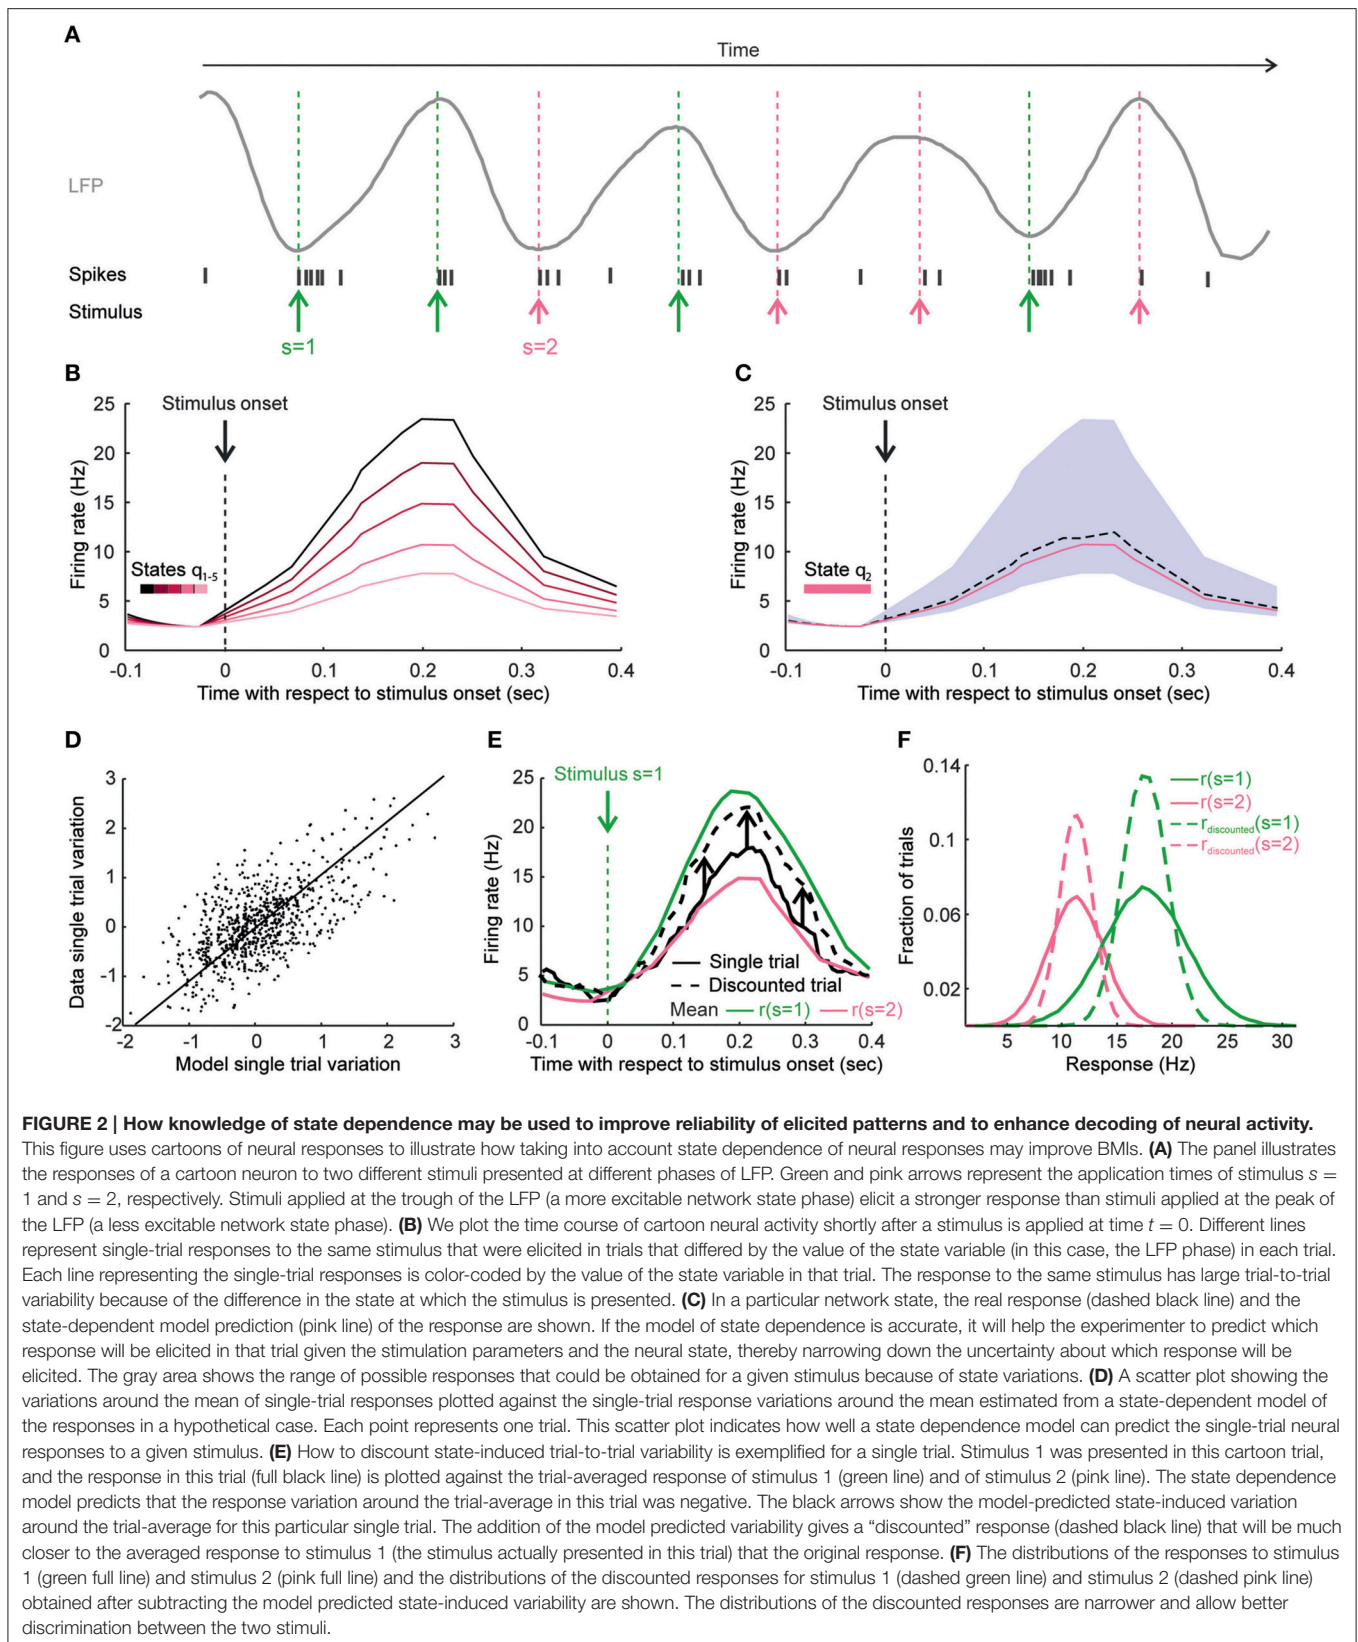 A
Time
LFP
Spikes
Stimulus
s=1
s=2
B
25
20
15
10
5
0
Firing rate (Hz)
Stimulus onset
States q1-5
-0.1
0
0.1
0.2
0.3
0.4
Time with respect to stimulus onset (sec)
C
25
20
15
10
5
0
Firing rate (Hz)
Stimulus onset
State q2
-0.1
0
0.1
0.2
0.3
0.4
Time with respect to stimulus onset (sec)
D
3
2
1
0
-1
-2
Data single trial variation
-2
-1
0
1
2
3
Model single trial variation
E
25
20
15
10
5
0
Firing rate (Hz)
Stimulus s=1
Single trial
Discounted trial
Mean r(s=1) r(s=2)
-0.1
0
0.1
0.2
0.3
0.4
Time with respect to stimulus onset (sec)
F
0.14
0.1
0.06
0.02
Fraction of trials
r(s=1)
r(s=2)
rdiscounted(s=1)
rdiscounted(s=2)
5
10
15
20
25
30
Response (Hz)
FIGURE 2 | How knowledge of state dependence may be used to improve reliability of elicited patterns and to enhance decoding of neural activity.
This figure uses cartoons of neural responses to illustrate how taking into account state dependence of neural responses may improve BMIs. (A) The panel illustrates
the responses of a cartoon neuron to two different stimuli presented at different phases of LFP. Green and pink arrows represent the application times of stimulus s =
1 and s = 2, respectively. Stimuli applied at the trough of the LFP (a more excitable network state phase) elicit a stronger response than stimuli applied at the peak of
the LFP (a less excitable network state phase). (B) We plot the time course of cartoon neural activity shortly after a stimulus is applied at time t = 0. Different lines
represent single-trial responses to the same stimulus that were elicited in trials that differed by the value of the state variable (in this case, the LFP phase) in each trial.
Each line representing the single-trial responses is color-coded by the value of the state variable in that trial. The response to the same stimulus has large trial-to-trial
variability because of the difference in the state at which the stimulus is presented. (C) In a particular network state, the real response (dashed black line) and the
state-dependent model prediction (pink line) of the response are shown. If the model of state dependence is accurate, it will help the experimenter to predict which
response will be elicited in that trial given the stimulation parameters and the neural state, thereby narrowing down the uncertainty about which response will be
elicited. The gray area shows the range of possible responses that could be obtained for a given stimulus because of state variations. (D) A scatter plot showing the
variations around the mean of single-trial responses plotted against the single-trial response variations around the mean estimated from a state-dependent model of
the responses in a hypothetical case. Each point represents one trial. This scatter plot indicates how well a state dependence model can predict the single-trial neural
responses to a given stimulus. (E) How to discount state-induced trial-to-trial variability is exemplified for a single trial. Stimulus 1 was presented in this cartoon trial,
and the response in this trial (full black line) is plotted against the trial-averaged response of stimulus 1 (green line) and of stimulus 2 (pink line). The state dependence
model predicts that the response variation around the trial-average in this trial was negative. The black arrows show the model-predicted state-induced variation
around the trial-average for this particular single trial. The addition of the model predicted variability gives a “discounted” response (dashed black line) that will be much
closer to the averaged response to stimulus 1 (the stimulus actually presented in this trial) that the original response. (F) The distributions of the responses to stimulus
1 (green full line) and stimulus 2 (pink full line) and the distributions of the discounted responses for stimulus 1 (dashed green line) and stimulus 2 (dashed pink line)
obtained after subtracting the model predicted state-induced variability are shown. The distributions of the discounted responses are narrower and allow better
discrimination between the two stimuli.